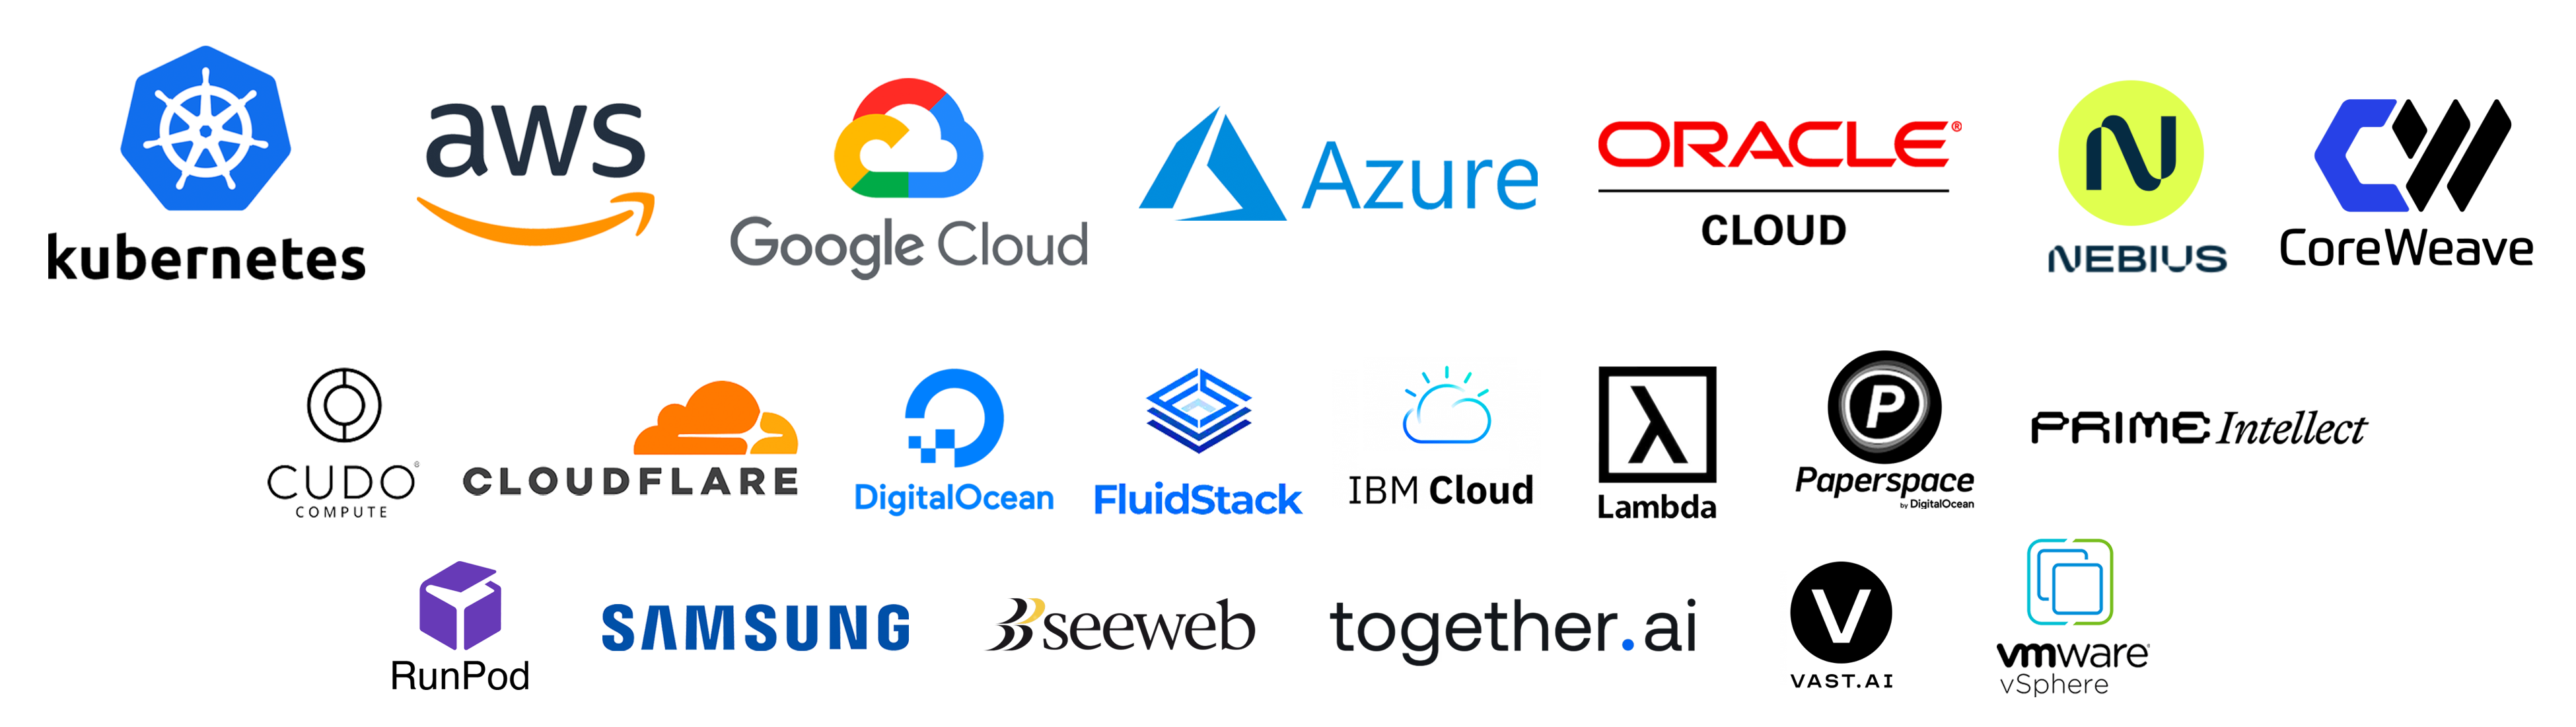 kubernetes
aws
Google Cloud
Azure
ORACLE®
CLOUD
N
NEBIUS
CW
CoreWeave
CUDO
COMPUTE
CLOUDFLARE
DigitalOcean
FluidStack
IBM Cloud
λ
Lambda
P
Paperspace
by DigitalOcean
PRIME Intellect
RunPod
SAMSUNG
seeweb
together.ai
V
VAST.AI
vmware
vSphere